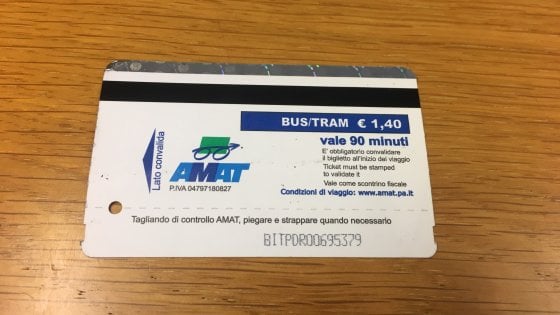 BUS/TRAM € 1,40
vale 90 minuti
E' obbligatorio convalidare
il biglietto all'inizio del viaggio
Ticket must be stamped
to validate it
Vale come scontrino fiscale
Condizioni di viaggio: www.amat.pa.it
Lato convalida
AMAT
P.IVA 04797180827
Tagliando di controllo AMAT, piegare e strappare quando necessario
BITPDR00695379